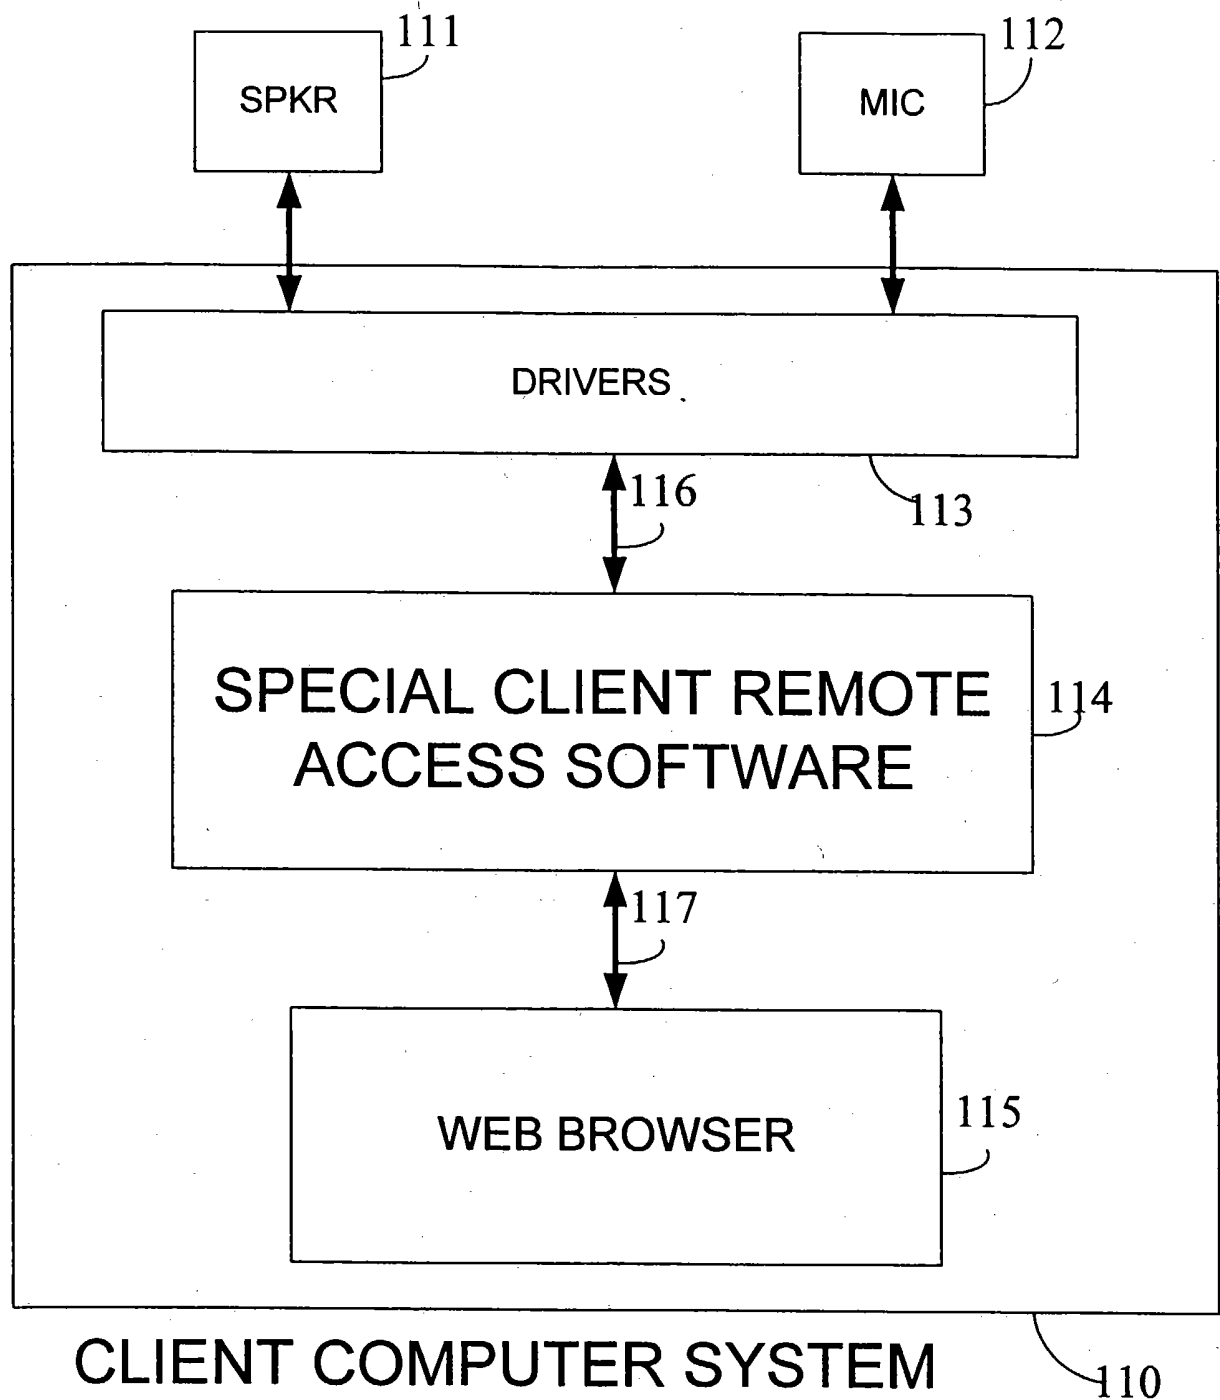 111
112
SPKR
MIC
DRIVERS
116
113
SPECIAL CLIENT REMOTE
ACCESS SOFTWARE
114
117
WEB BROWSER
115
CLIENT COMPUTER SYSTEM
110